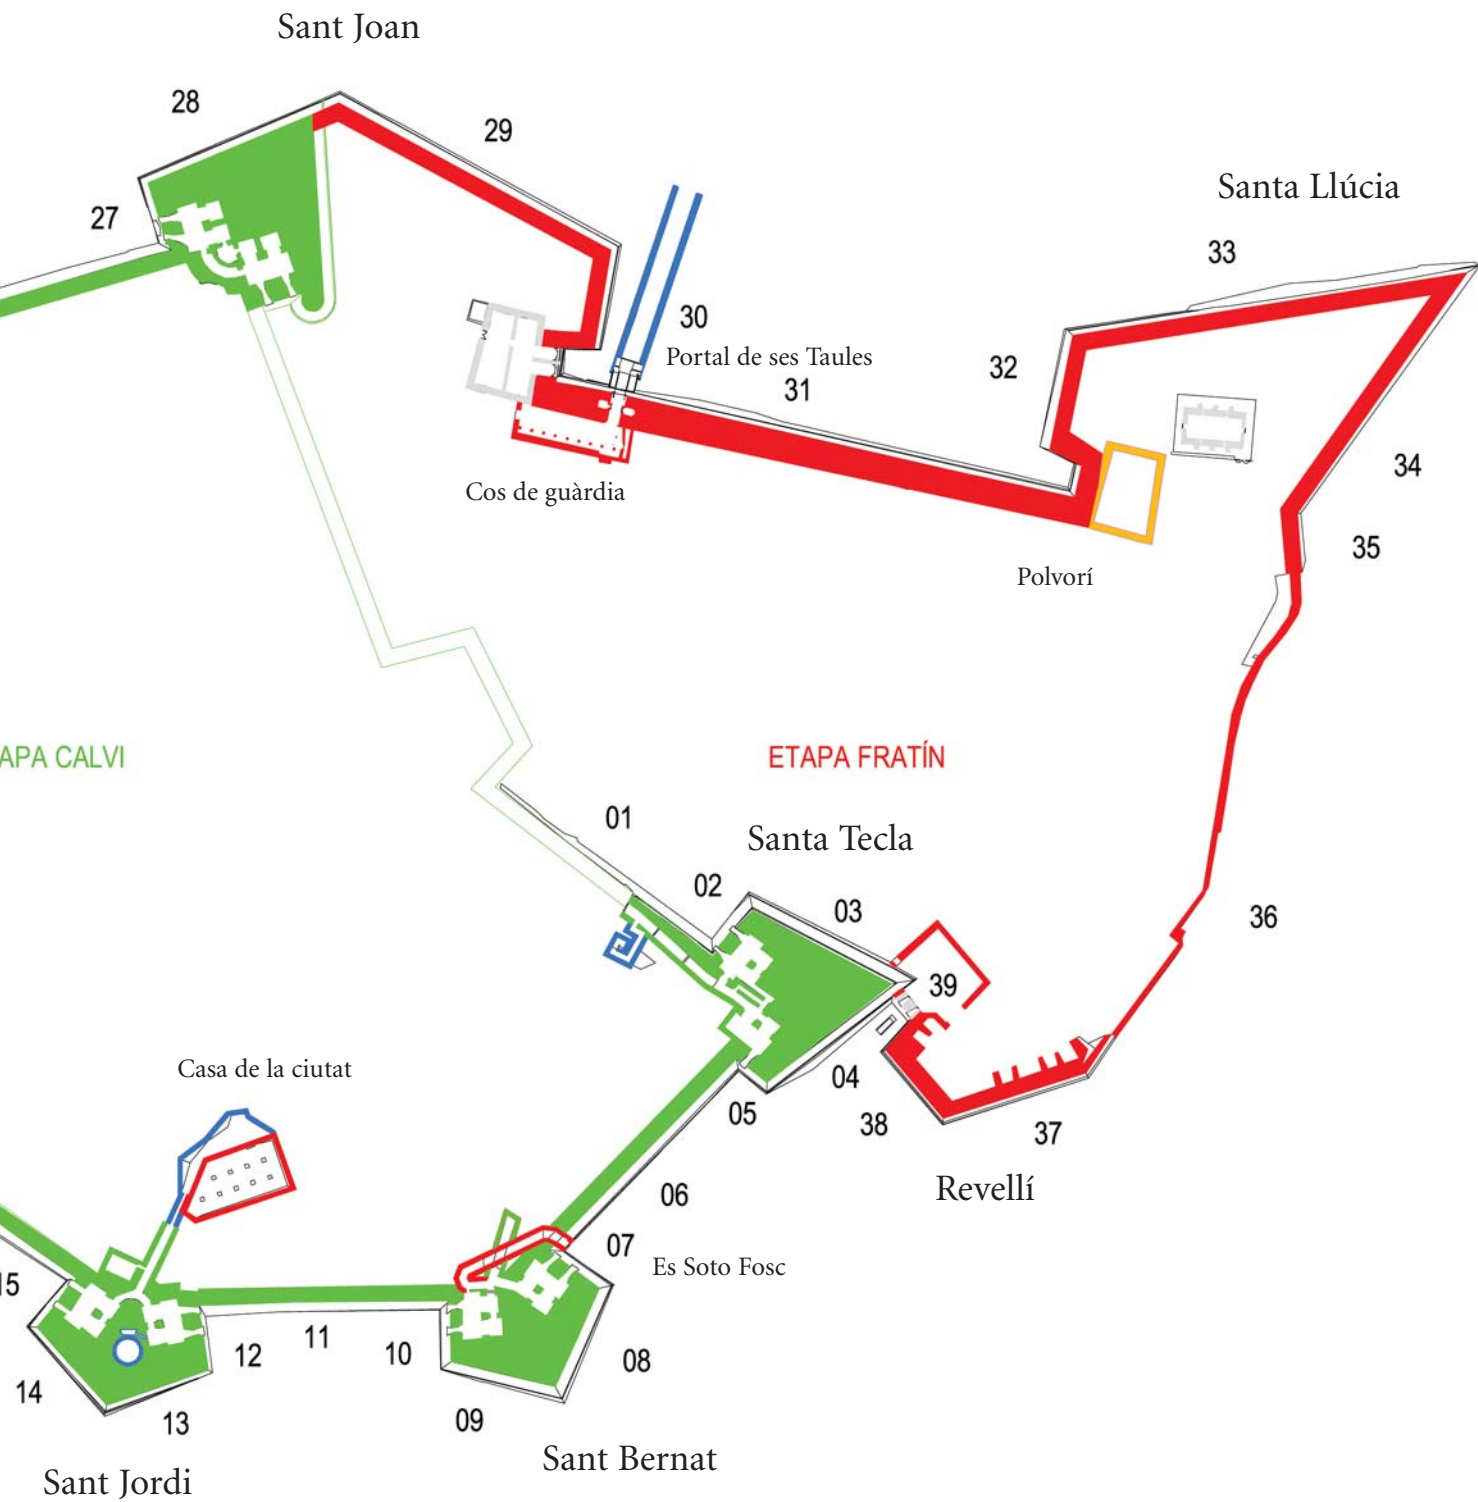 Sant Joan
28
29
27
Santa Llúcia
33
30
Portal de ses Taules
31
32
34
Cos de guàrdia
35
Polvorí
APA CALVI
ETAPA FRATÍN
01
Santa Tecla
02
03
36
39
Casa de la ciutat
04
05
38
37
Revellí
06
07
Es Soto Fosc
15
11
12
10
08
14
13
09
Sant Bernat
Sant Jordi